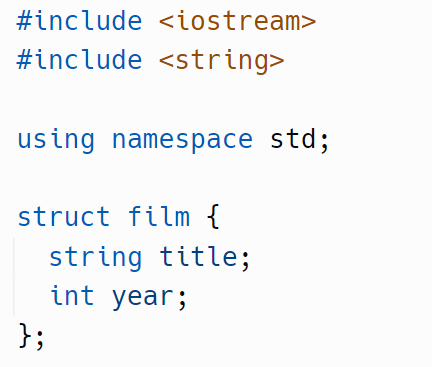 #include <iostream>
#include <string>
using namespace std;
struct film {
string title;
int year;
};